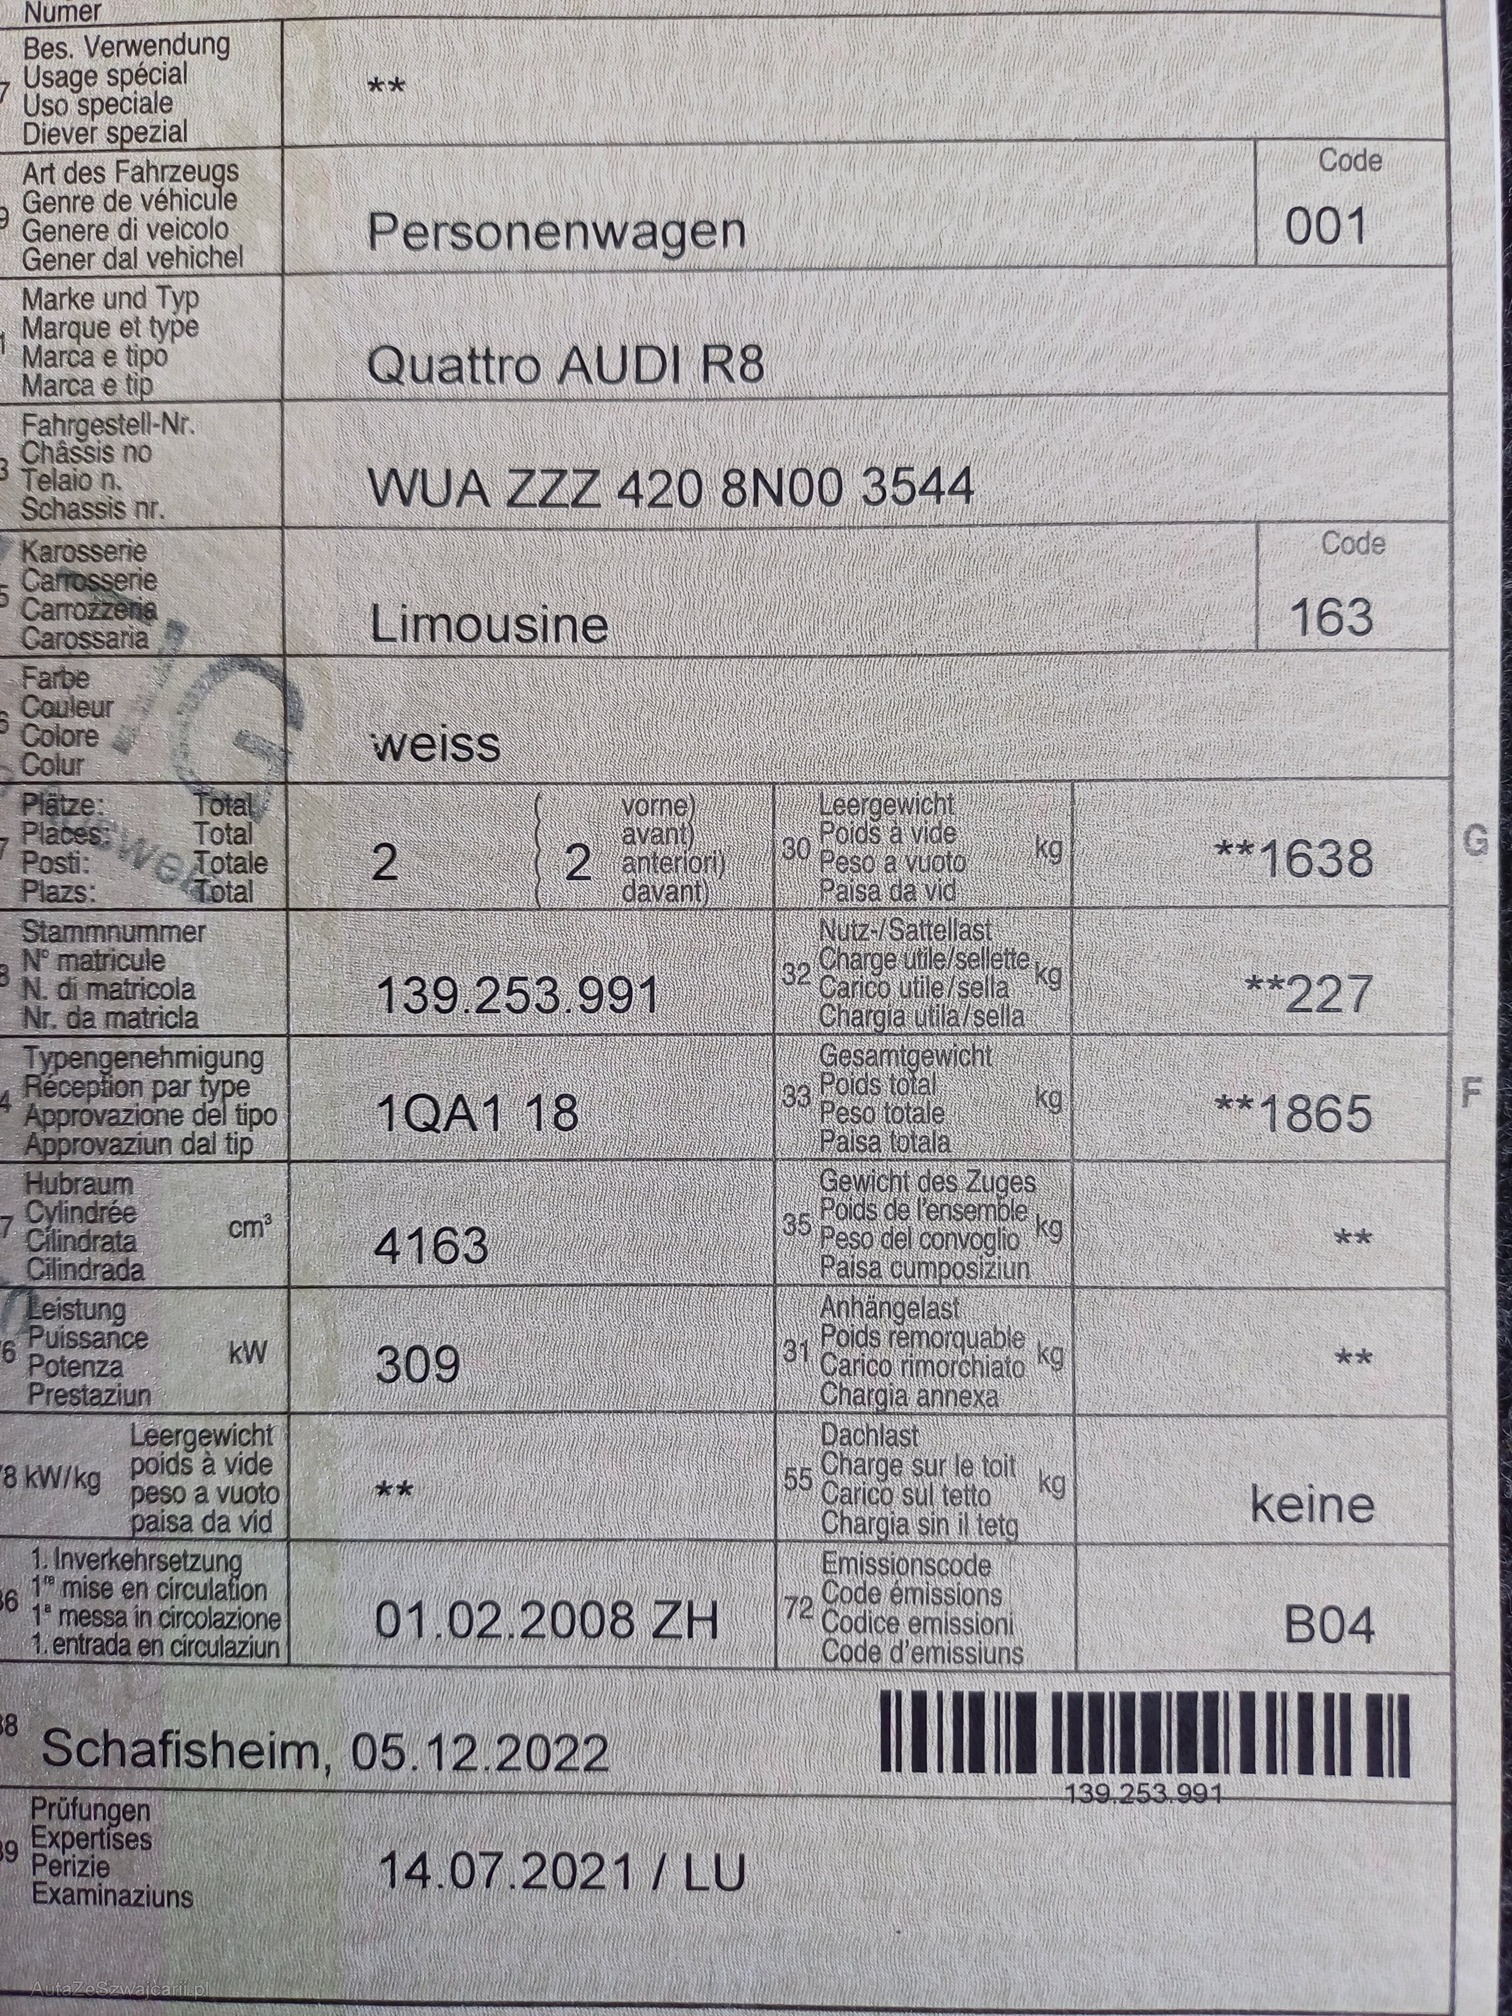 Numer
Bes. Verwendung
Usage spécial
Uso speciale
Diever spezial
**
Art des Fahrzeugs
Genre de véhicule
Genere di veicolo
Gener dal vehichel
Personenwagen
Code
001
Marke und Typ
Marque et type
Marca e tipo
Marca e tip
Quattro AUDI R8
Fahrgestell-Nr.
Châssis no
Telaio n.
Schassis nr.
WUA ZZZ 420 8N00 3544
Karosserie
Carrosserie
Carrozzeria
Carossaria
Limousine
Code
163
Farbe
Couleur
Colore
Colur
weiss
Plätze: Total
Places: Total
Posti: Totale
Plazs: Total
2
( 2 vorne)
avant)
anteriori)
davant)
30 Leergewicht
Poids à vide
Peso a vuoto
Paisa da vid
kg
**1638
G
Stammnummer
N° matricule
N. di matricola
Nr. da matricla
139.253.991
32 Nutz-/Sattellast
Charge utile/sellette
Carico utile/sella
Chargia utila/sella
kg
**227
Typengenehmigung
Réception par type
Approvazione del tipo
Approvaziun dal tip
1QA1 18
33 Gesamtgewicht
Poids total
Peso totale
Paisa totala
kg
**1865
F
Hubraum
Cylindrée
Cilindrata
Cilindrada
cm³
4163
35 Gewicht des Zuges
Poids de l'ensemble
Peso del convoglio
Paisa cumposiziun
kg
**
Leistung
Puissance
Potenza
Prestaziun
kW
309
31 Anhängelast
Poids remorquable
Carico rimorchiato
Chargia annexa
kg
**
kW/kg
Leergewicht
poids à vide
peso a vuoto
paisa da vid
**
55 Dachlast
Charge sur le toit
Carico sul tetto
Chargia sin il tetg
kg
keine
1. Inverkehrsetzung
1re mise en circulation
1a messa in circolazione
1. entrada en circulaziun
01.02.2008 ZH
72 Emissionscode
Code émissions
Codice emissioni
Code d'emissiuns
B04
Schafisheim, 05.12.2022
139.253.991
Prüfungen
Expertises
Perizie
Examinaziuns
14.07.2021 / LU
AutaZeSzwajcarii.pl